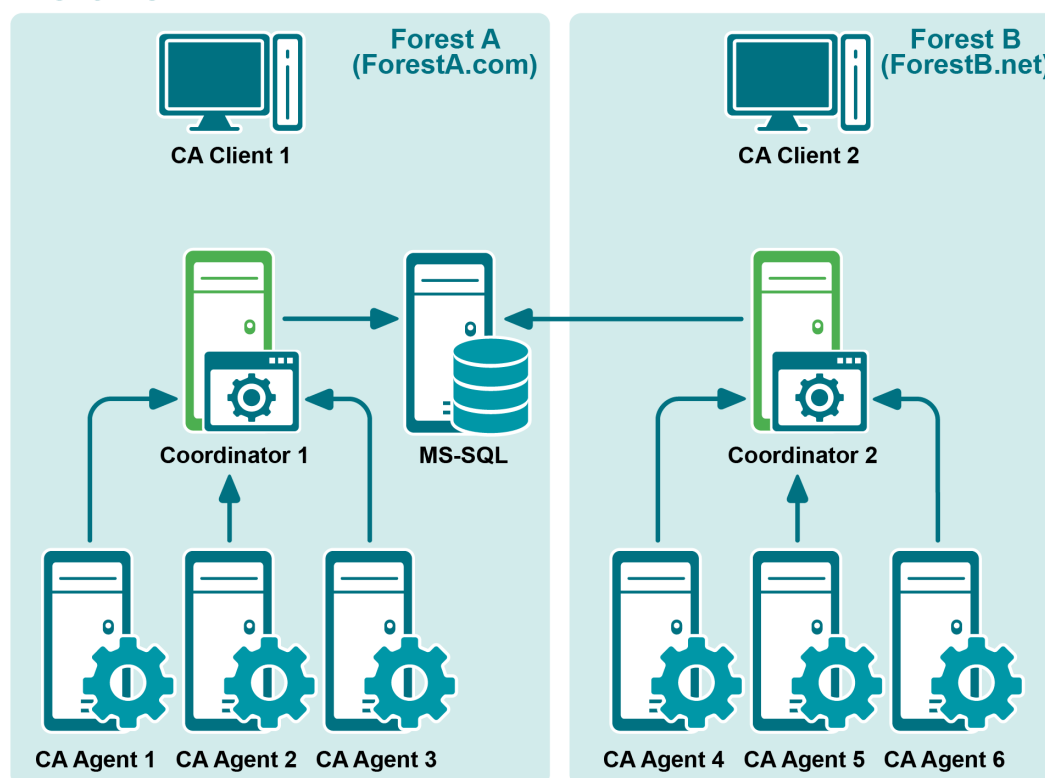 Forest A
(ForestA.com)
CA Client 1
Forest B
(ForestB.net)
CA Client 2
Coordinator 1
MS-SQL
Coordinator 2
CA Agent 1
CA Agent 2
CA Agent 3
CA Agent 4
CA Agent 5
CA Agent 6